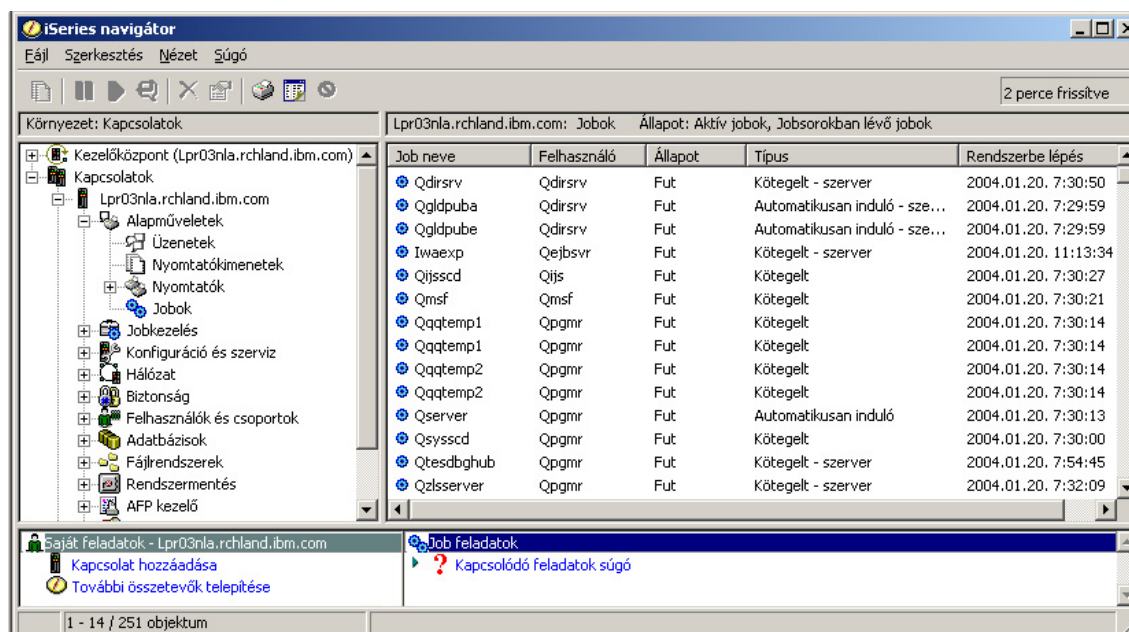 iSeries navigátor
Fájl Szerkesztés Nézet Súgó
2 perce frissítve
Környezet: Kapcsolatok
Lpr03nla.rchland.ibm.com: Jobok Állapot: Aktív jobok, Jobsorokban lévő jobok
Kezelőközpont (Lpr03nla.rchland.ibm.com)
Kapcsolatok
Lpr03nla.rchland.ibm.com
Alapműveletek
Üzenetek
Nyomtatókimenetek
Nyomtatók
Jobok
Jobkezelés
Konfiguráció és szerviz
Hálózat
Biztonság
Felhasználók és csoportok
Adatbázisok
Fájlrendszerek
Rendszermentés
AFP kezelő
Job neve Felhasználó Állapot Típus Rendszerbe lépés
Qdirsrv Qdirsrv Fut Kötegelt - szerver 2004.01.20. 7:30:50
Qgldpuba Qdirsrv Fut Automatikusan induló - sze... 2004.01.20. 7:29:59
Qgldpube Qdirsrv Fut Automatikusan induló - sze... 2004.01.20. 7:29:59
Iwaexp Qejbsvr Fut Kötegelt - szerver 2004.01.20. 11:13:34
Qijsscd Qijs Fut Kötegelt 2004.01.20. 7:30:27
Qmsf Qmsf Fut Kötegelt 2004.01.20. 7:30:21
Qqqtemp1 Qpgmr Fut Kötegelt 2004.01.20. 7:30:14
Qqqtemp1 Qpgmr Fut Kötegelt 2004.01.20. 7:30:14
Qqqtemp2 Qpgmr Fut Kötegelt 2004.01.20. 7:30:14
Qqqtemp2 Qpgmr Fut Kötegelt 2004.01.20. 7:30:14
Qserver Qpgmr Fut Automatikusan induló 2004.01.20. 7:30:13
Qsysscd Qpgmr Fut Kötegelt 2004.01.20. 7:30:00
Qtesdbghub Qpgmr Fut Kötegelt - szerver 2004.01.20. 7:54:45
Qzlsserver Qpgmr Fut Kötegelt - szerver 2004.01.20. 7:32:09
Saját feladatok - Lpr03nla.rchland.ibm.com
Kapcsolat hozzáadása
További összetevők telepítése
Job feladatok
Kapcsolódó feladatok súgó
1 - 14 / 251 objektum